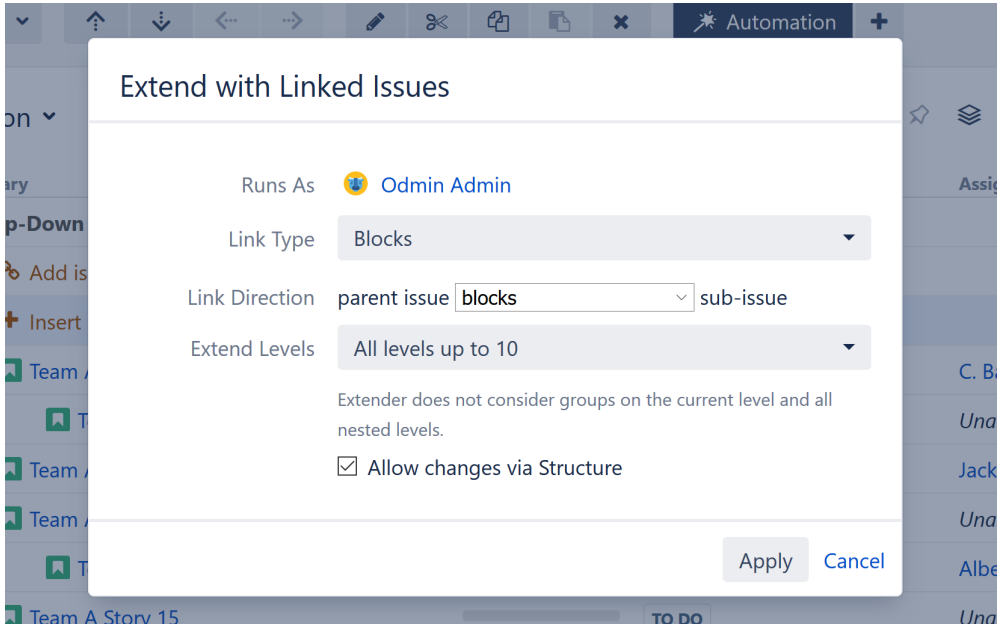 Automation
Extend with Linked Issues
on
ary
Assig
Runs As Odmin Admin
p-Down
Link Type Blocks
Add is
Link Direction parent issue blocks sub-issue
Insert
Extend Levels All levels up to 10
Team A C. Ba
Extender does not consider groups on the current level and all
nested levels.
T Una
Allow changes via Structure
Team A Jack
Team A Una
Apply Cancel
T Albe
Team A Story 15 TO DO Una